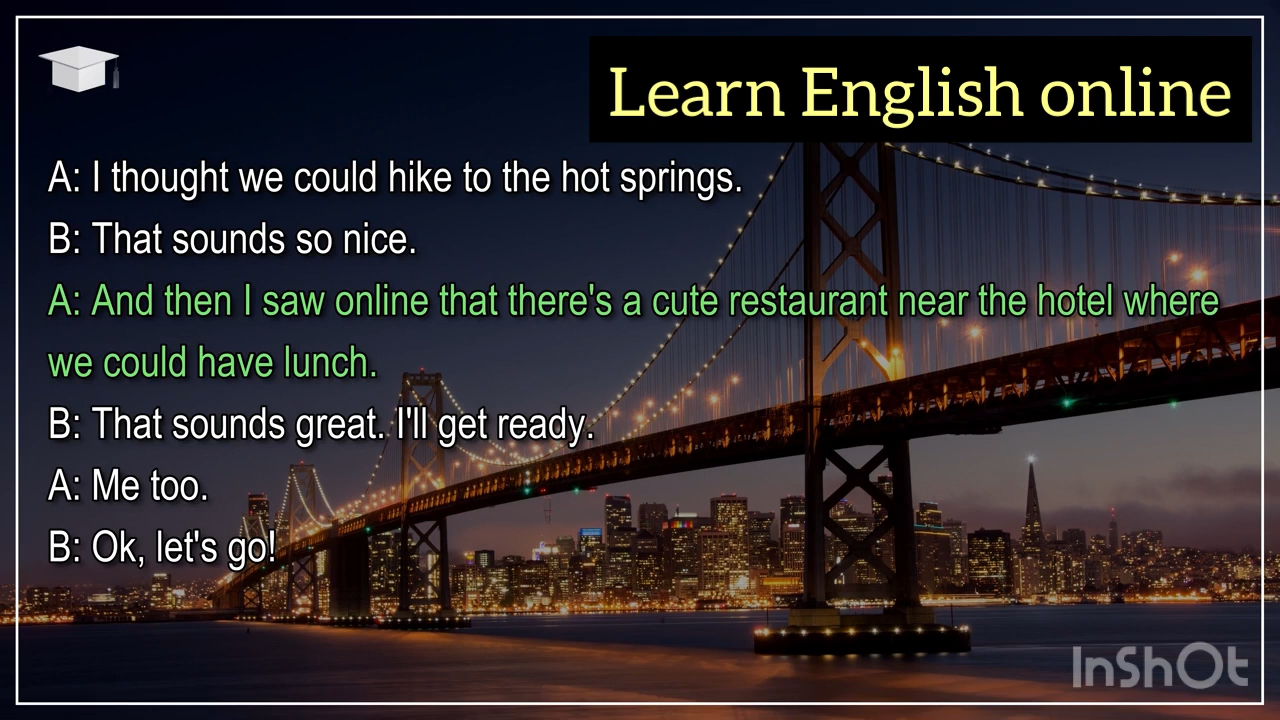 Learn English online
A: I thought we could hike to the hot springs.
B: That sounds so nice.
A: And then I saw online that there's a cute restaurant near the hotel where
we could have lunch.
B: That sounds great. I'll get ready.
A: Me too.
B: Ok, let's go!
InShOt